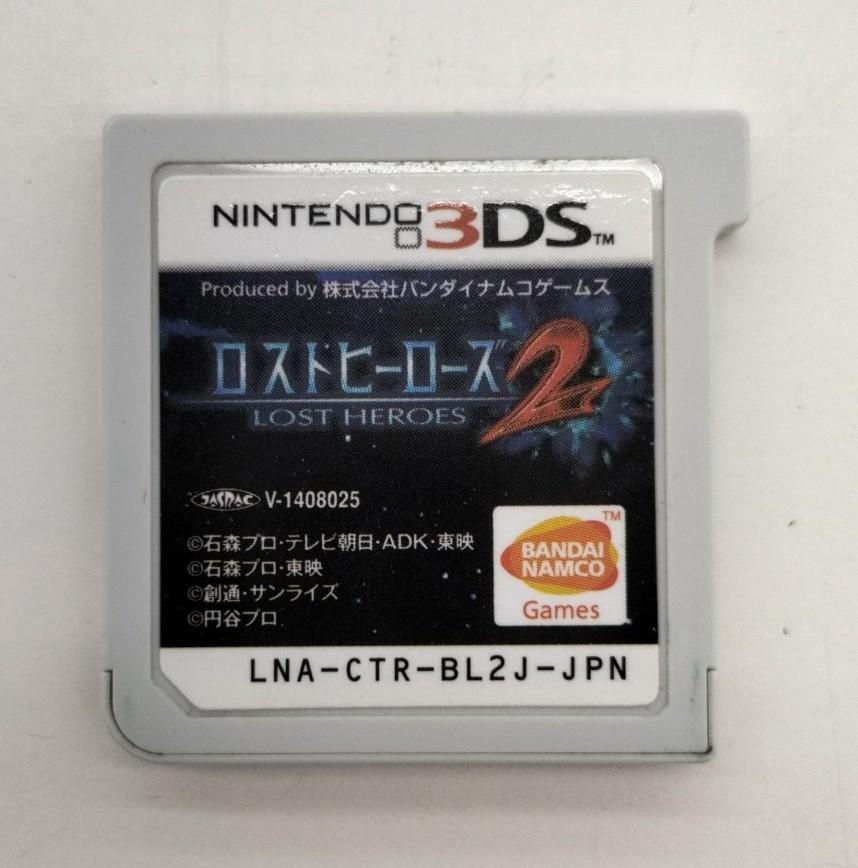 NINTENDO 3DS™
Produced by 株式会社バンダイナムコゲームス
ロストヒーローズ2
LOST HEROES
JASRAC V-1408025
©石森プロ・テレビ朝日・ADK・東映
©石森プロ・東映
©創通・サンライズ
©円谷プロ
TM
BANDAI
NAMCO
Games
LNA-CTR-BL2J-JPN